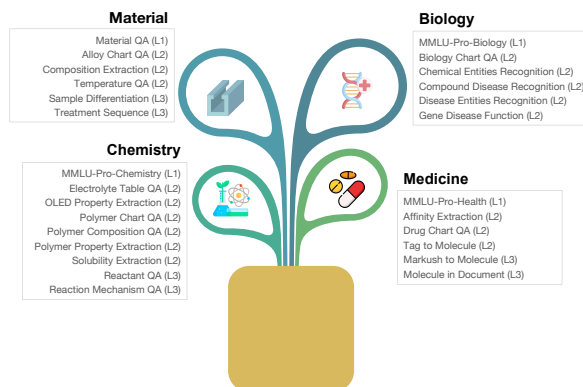 Material
Material QA (L1)
Alloy Chart QA (L2)
Composition Extraction (L2)
Temperature QA (L2)
Sample Differentiation (L3)
Treatment Sequence (L3)
Biology
MMLU-Pro-Biology (L1)
Biology Chart QA (L2)
Chemical Entities Recognition (L2)
Compound Disease Recognition (L2)
Disease Entities Recognition (L2)
Gene Disease Function (L2)
Chemistry
MMLU-Pro-Chemistry (L1)
Electrolyte Table QA (L2)
OLED Property Extraction (L2)
Polymer Chart QA (L2)
Polymer Composition QA (L2)
Polymer Property Extraction (L2)
Solubility Extraction (L2)
Reactant QA (L3)
Reaction Mechanism QA (L3)
Medicine
MMLU-Pro-Health (L1)
Affinity Extraction (L2)
Drug Chart QA (L2)
Tag to Molecule (L2)
Markush to Molecule (L3)
Molecule in Document (L3)